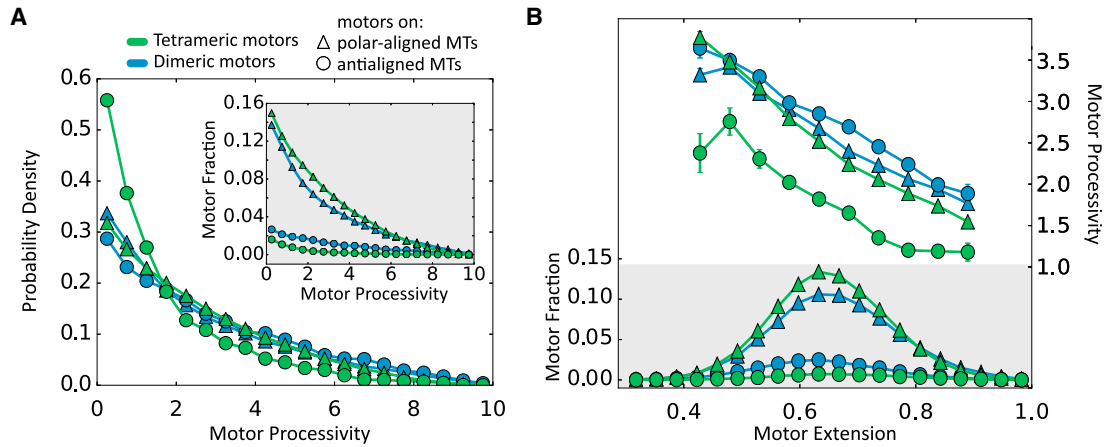 A
Tetrameric motors
Dimeric motors
motors on:
polar-aligned MTs
antialigned MTs
Probability Density
0.6
0.5
0.4
0.3
0.2
0.1
0.0
0 2 4 6 8 10
Motor Processivity
Motor Fraction
0.16
0.12
0.08
0.04
0.00
0 2 4 6 8 10
Motor Processivity
B
3.5
3.0
2.5
2.0
1.5
1.0
Motor Processivity
Motor Fraction
0.15
0.10
0.05
0.00
0.4 0.6 0.8 1.0
Motor Extension